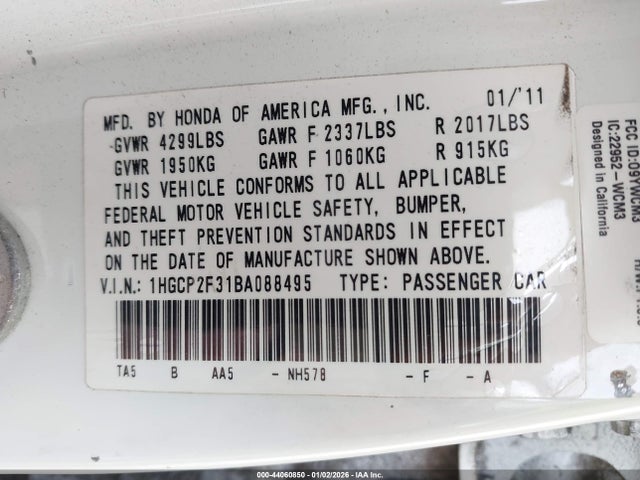 MFD. BY HONDA OF AMERICA MFG., INC. 01/'11
GVWR 4299LBS GAWR F 2337LBS R 2017LBS
GVWR 1950KG GAWR F 1060KG R 915KG
THIS VEHICLE CONFORMS TO ALL APPLICABLE
FEDERAL MOTOR VEHICLE SAFETY, BUMPER,
AND THEFT PREVENTION STANDARDS IN EFFECT
ON THE DATE OF MANUFACTURE SHOWN ABOVE.
V.I.N.: 1HGCP2F31BA088495 TYPE: PASSENGER CAR
TA5 B AA5 - NH578 - F - A
FCC ID:
IC:22952-WCM3
Designed in California
000-44060850 - 01/02/2026 - IAA Inc.